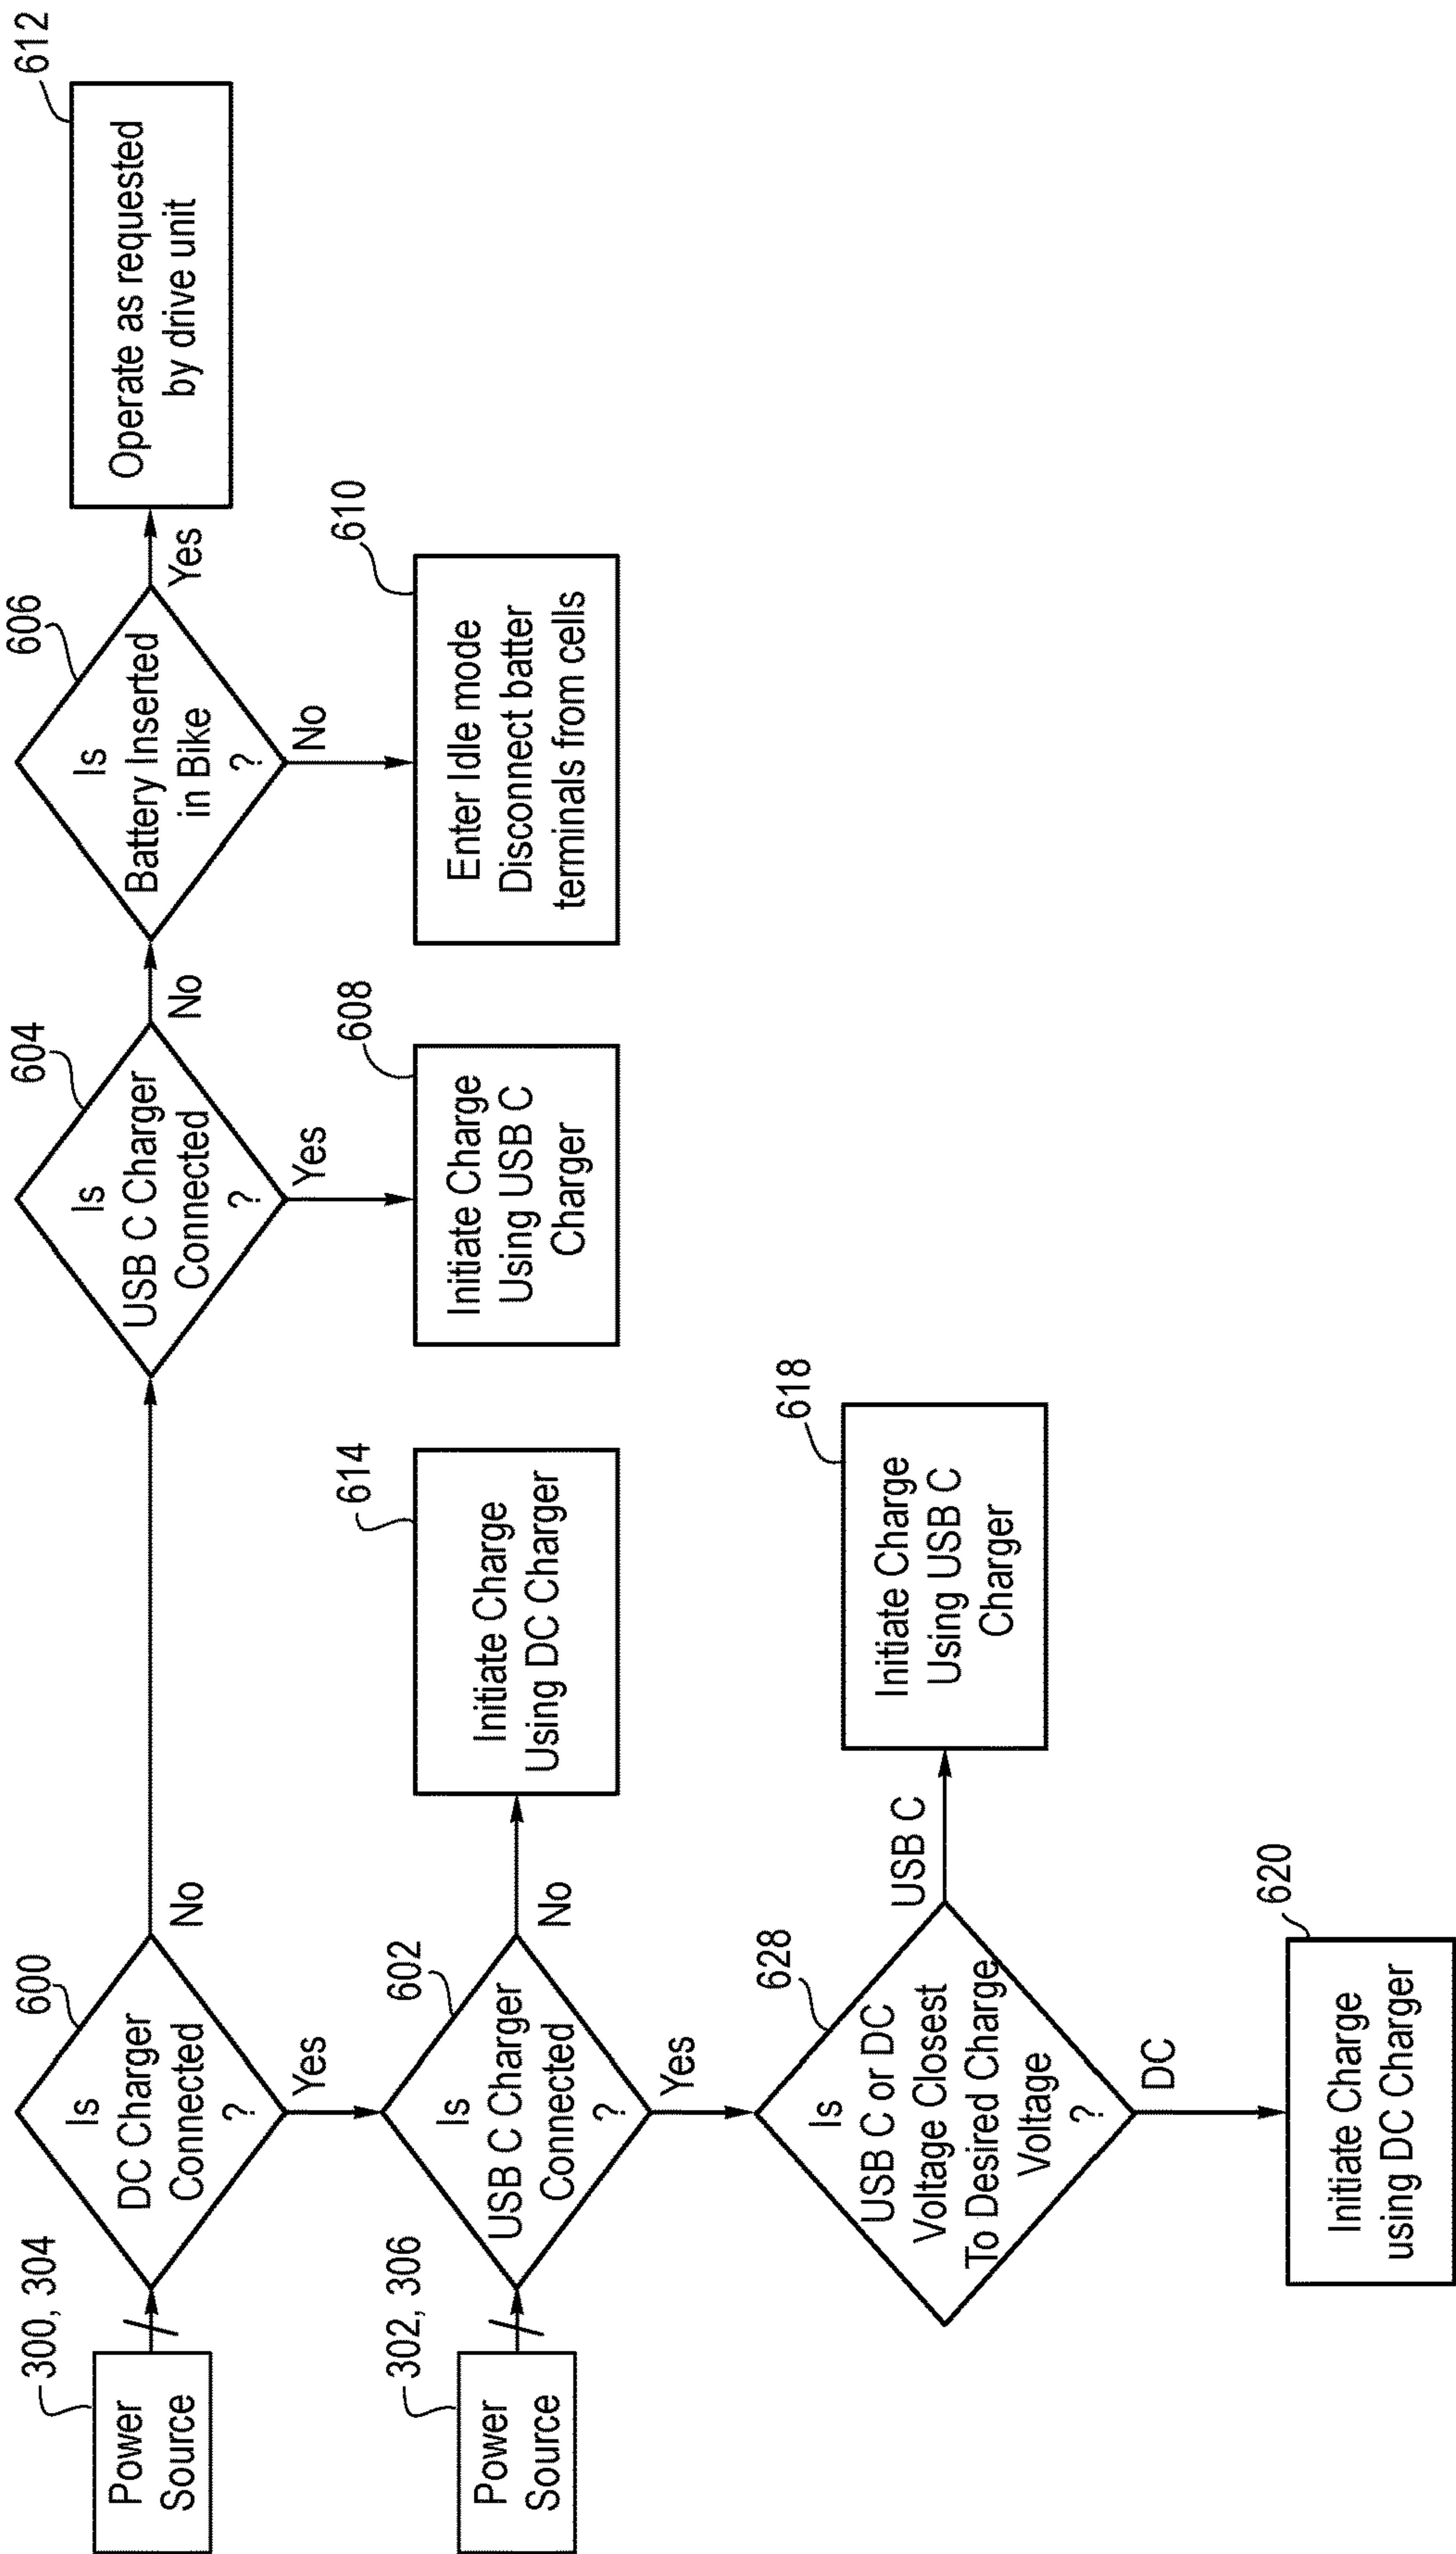 300, 304
Power
Source
600
Is
DC Charger
Connected
?
No
Yes
604
Is
USB C Charger
Connected
?
No
Yes
606
Is
Battery Inserted
in Bike
?
Yes
No
612
Operate as requested
by drive unit
302, 306
Power
Source
602
Is
USB C Charger
Connected
?
No
Yes
614
Initiate Charge
Using DC Charger
608
Initiate Charge
Using USB C
Charger
610
Enter Idle mode
Disconnect batter
terminals from cells
628
Is
USB C or DC
Voltage Closest
To Desired Charge
Voltage
?
USB C
DC
618
Initiate Charge
Using USB C
Charger
620
Initiate Charge
using DC Charger